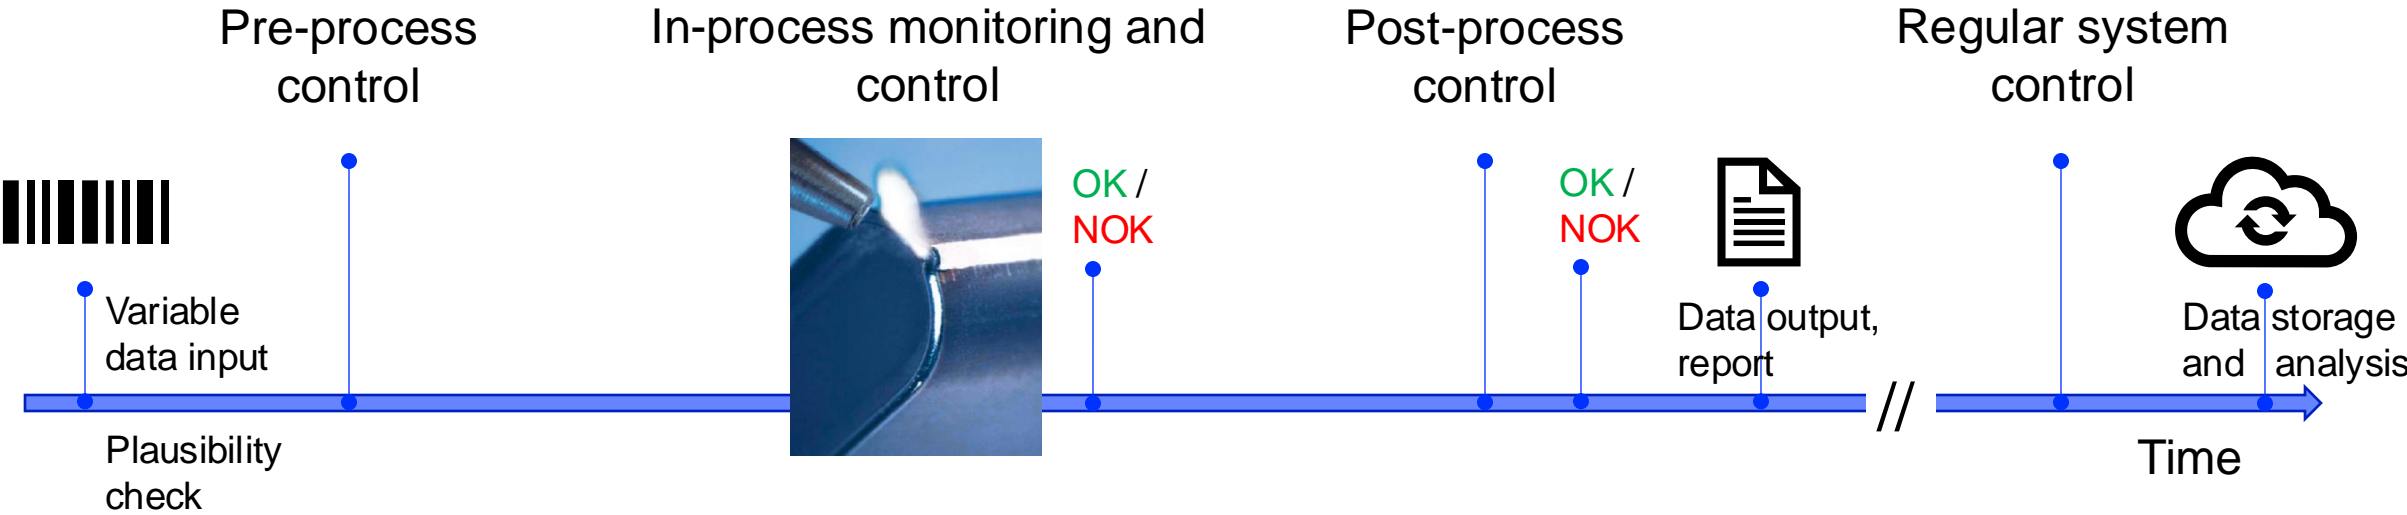 Pre-process
control
In-process monitoring and
control
Post-process
control
Regular system
control
OK /
NOK
OK /
NOK
Variable
data input
Data output,
report
Data storage
and analysis
//
Plausibility
check
Time